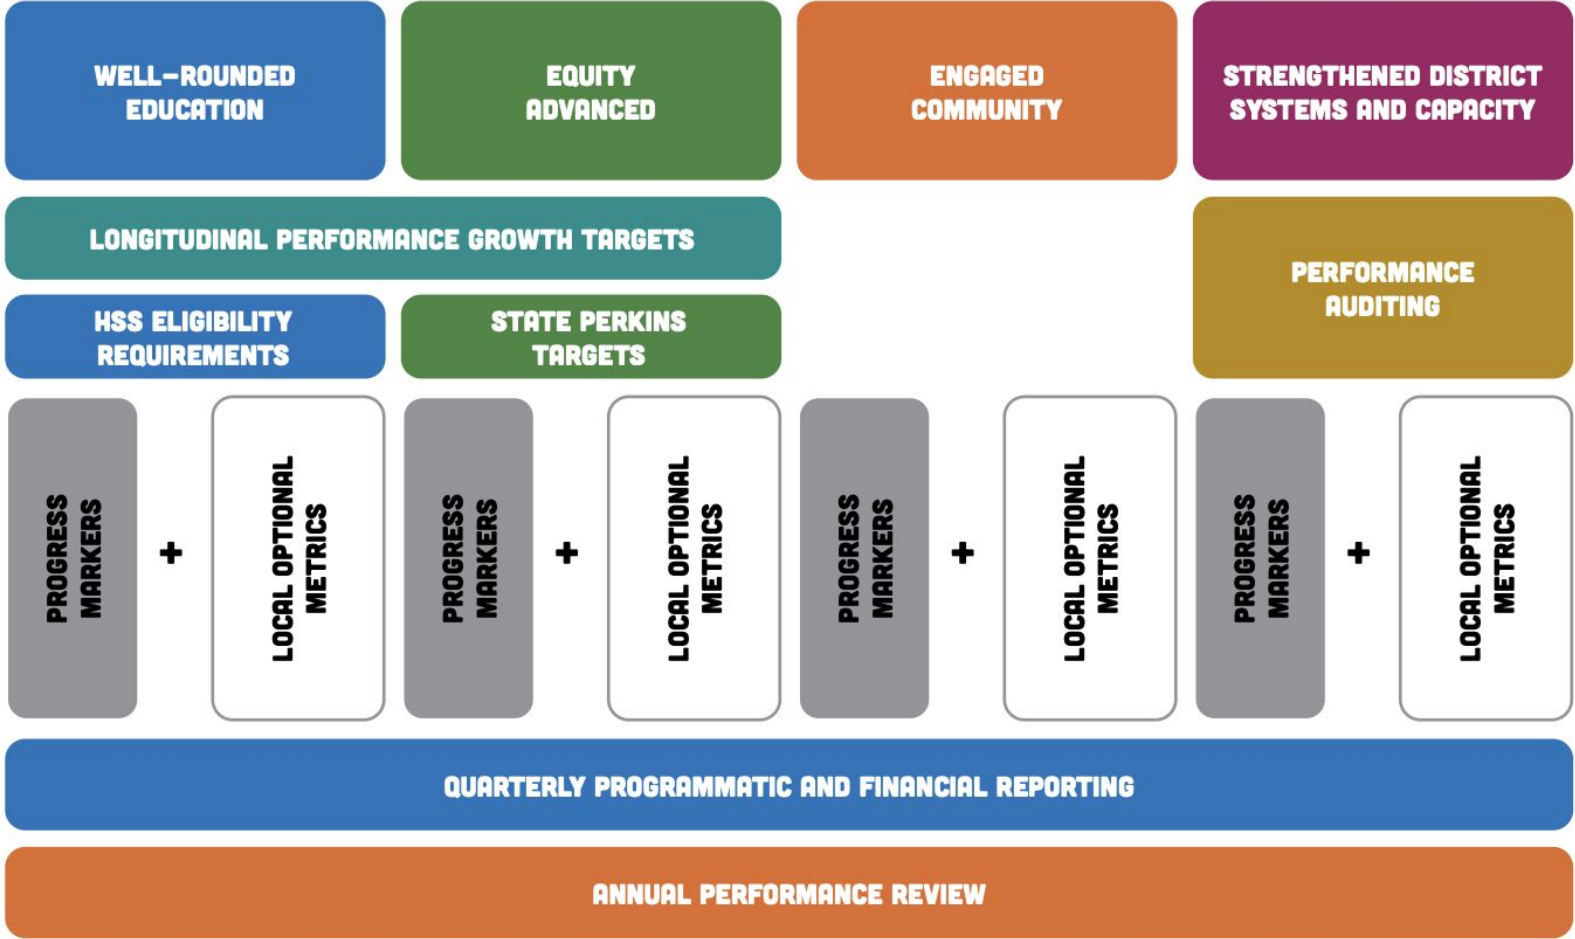 WELL-ROUNDED
EDUCATION
EQUITY
ADVANCED
ENGAGED
COMMUNITY
STRENGTHENED DISTRICT
SYSTEMS AND CAPACITY
LONGITUDINAL PERFORMANCE GROWTH TARGETS
PERFORMANCE
AUDITING
HSS ELIGIBILITY
REQUIREMENTS
STATE PERKINS
TARGETS
PROGRESS
MARKERS
+
LOCAL OPTIONAL
METRICS
PROGRESS
MARKERS
+
LOCAL OPTIONAL
METRICS
PROGRESS
MARKERS
+
LOCAL OPTIONAL
METRICS
PROGRESS
MARKERS
+
LOCAL OPTIONAL
METRICS
QUARTERLY PROGRAMMATIC AND FINANCIAL REPORTING
ANNUAL PERFORMANCE REVIEW